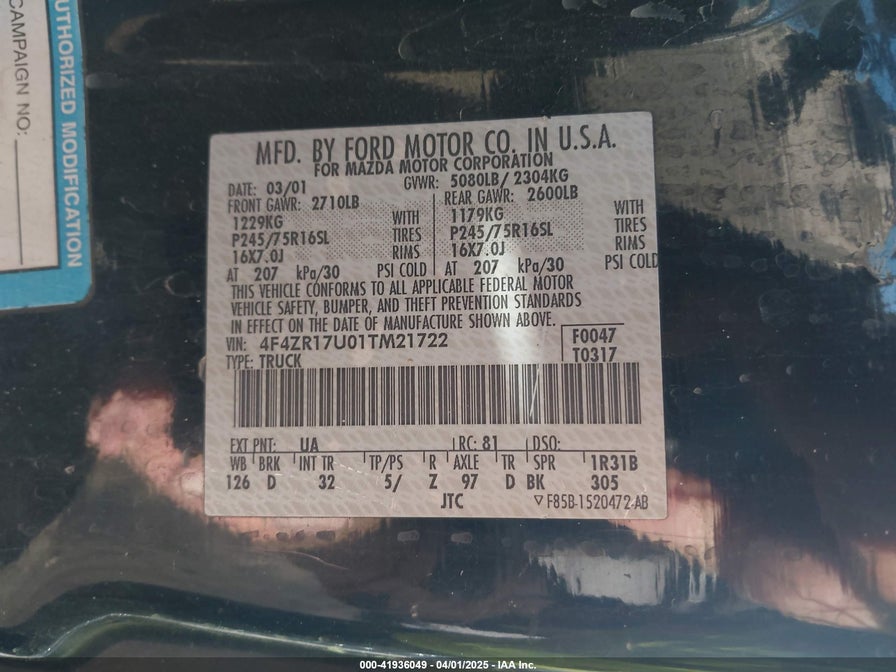 CAMPAIGN NO:
AUTHORIZED MODIFICATION
MFD. BY FORD MOTOR CO. IN U.S.A.
FOR MAZDA MOTOR CORPORATION
DATE: 03/01 GVWR: 5080LB/ 2304KG
FRONT GAWR: 2710LB REAR GAWR: 2600LB
1229KG WITH 1179KG WITH
P245/75R16SL TIRES P245/75R16SL TIRES
16X7.0J RIMS 16X7.0J RIMS
AT 207 kPa/30 PSI COLD AT 207 kPa/30 PSI COLD
THIS VEHICLE CONFORMS TO ALL APPLICABLE FEDERAL MOTOR
VEHICLE SAFETY, BUMPER, AND THEFT PREVENTION STANDARDS
IN EFFECT ON THE DATE OF MANUFACTURE SHOWN ABOVE.
VIN: 4F4ZR17U01TM21722 F0047
TYPE: TRUCK T0317
EXT PNT: UA RC: 81 DSO:
WB BRK INT TR TP/PS R AXLE TR SPR 1R31B
126 D 32 5/ Z 97 D BK 305
JTC ▽ F85B-1520472-AB
000-41936049 - 04/01/2025 - IAA Inc.